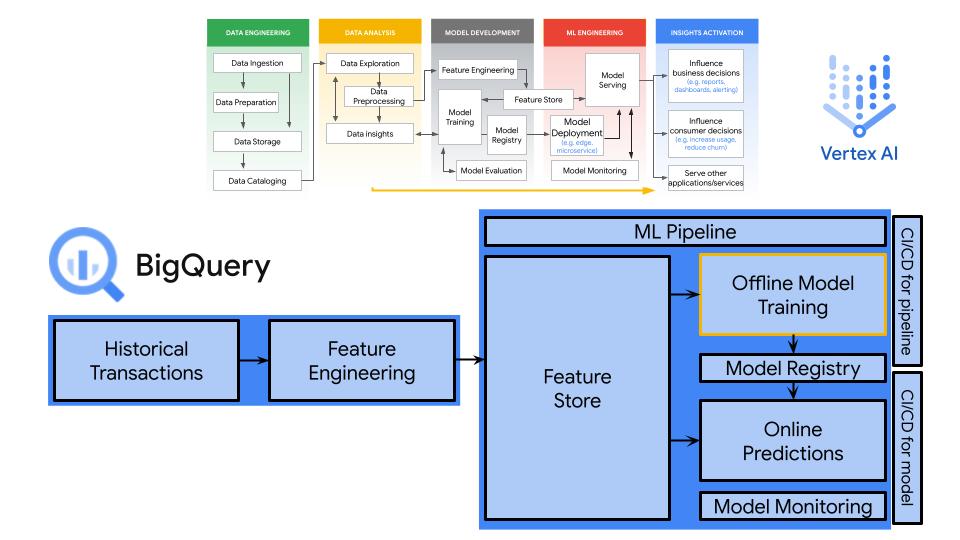 DATA ENGINEERING
DATA ANALYSIS
MODEL DEVELOPMENT
ML ENGINEERING
INSIGHTS ACTIVATION
Data Ingestion
Data Preparation
Data Storage
Data Cataloging
Data Exploration
Data
Preprocessing
Data insights
Feature Engineering
Feature Store
Model
Training
Model
Registry
Model Evaluation
Model
Serving
Model
Deployment
(e.g, edge,
microservice)
Model Monitoring
Influence
business decisions
(e.g, reports,
dashboards, alerting)
Influence
consumer decisions
(e.g, increase usage,
reduce churn)
Serve other
applications/services
Vertex AI
BigQuery
Historical
Transactions
Feature
Engineering
ML Pipeline
Feature
Store
Offline Model
Training
Model Registry
Online
Predictions
Model Monitoring
CI/CD for pipeline
CI/CD for model